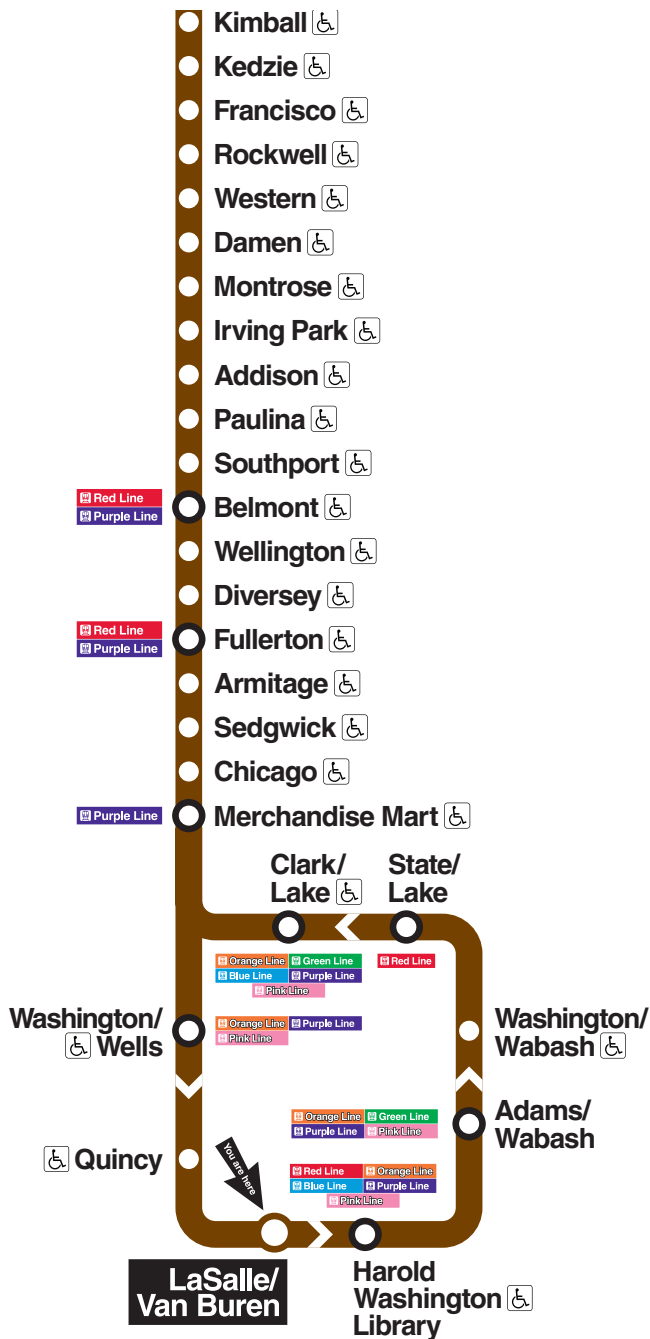 Kimball
Kedzie
Francisco
Rockwell
Western
Damen
Montrose
Irving Park
Addison
Paulina
Southport
Red Line
Purple Line
Belmont
Wellington
Diversey
Red Line
Purple Line
Fullerton
Armitage
Sedgwick
Chicago
Purple Line
Merchandise Mart
Clark/
Lake
State/
Lake
Orange Line
Green Line
Blue Line
Purple Line
Pink Line
Red Line
Washington/
Wells
Orange Line
Purple Line
Pink Line
Washington/
Wabash
Orange Line
Green Line
Purple Line
Pink Line
Adams/
Wabash
Quincy
You are here
Red Line
Orange Line
Blue Line
Purple Line
Pink Line
LaSalle/
Van Buren
Harold
Washington
Library